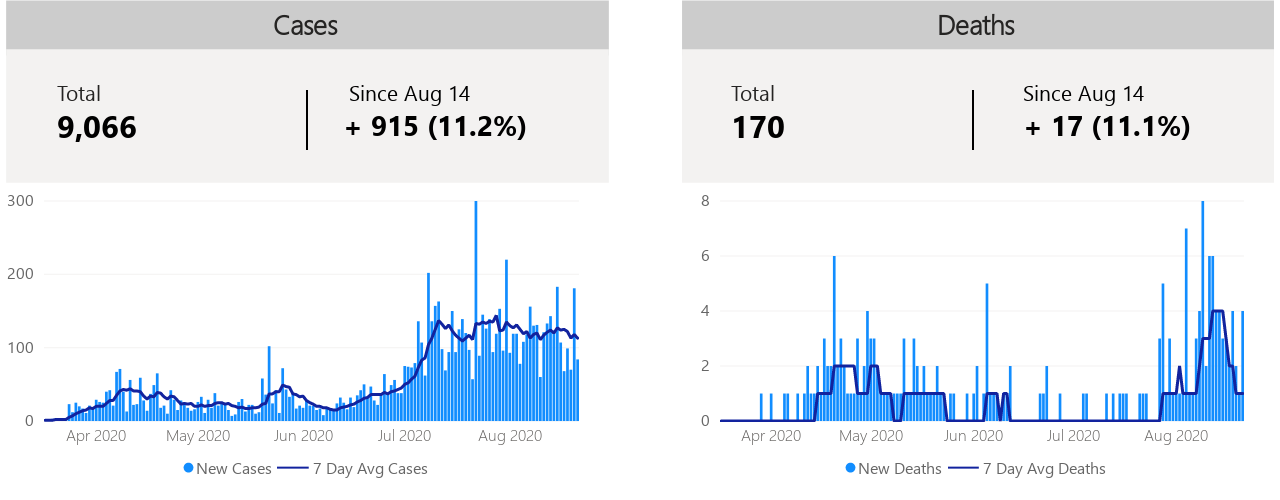 Cases
Total
Since Aug 14
9,066
+ 915 (11.2%)
300
200
100
0
Apr 2020 May 2020 Jun 2020 Jul 2020 Aug 2020
New Cases 7 Day Avg Cases
Deaths
Total
Since Aug 14
170
+ 17 (11.1%)
8
6
4
2
0
Apr 2020 May 2020 Jun 2020 Jul 2020 Aug 2020
New Deaths 7 Day Avg Deaths